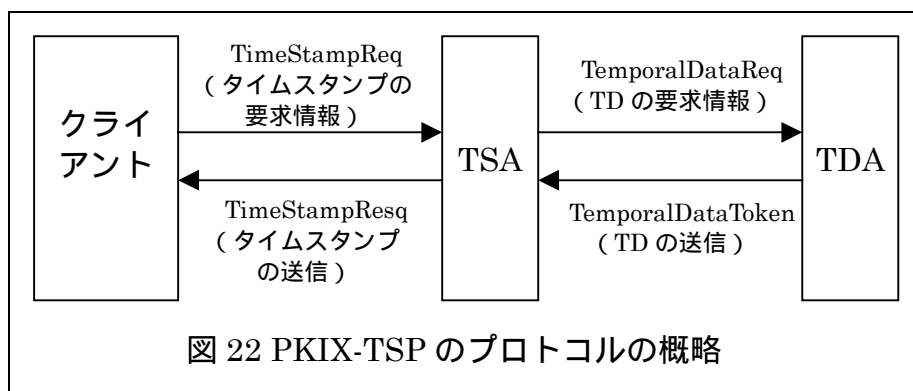 クライ
アント
TimeStampReq
(タイムスタンプの
要求情報)
TimeStampResq
(タイムスタンプ
の送信)
TSA
TemporalDataReq
(TD の要求情報)
TemporalDataToken
(TD の送信)
TDA
図 22 PKIX-TSP のプロトコルの概略